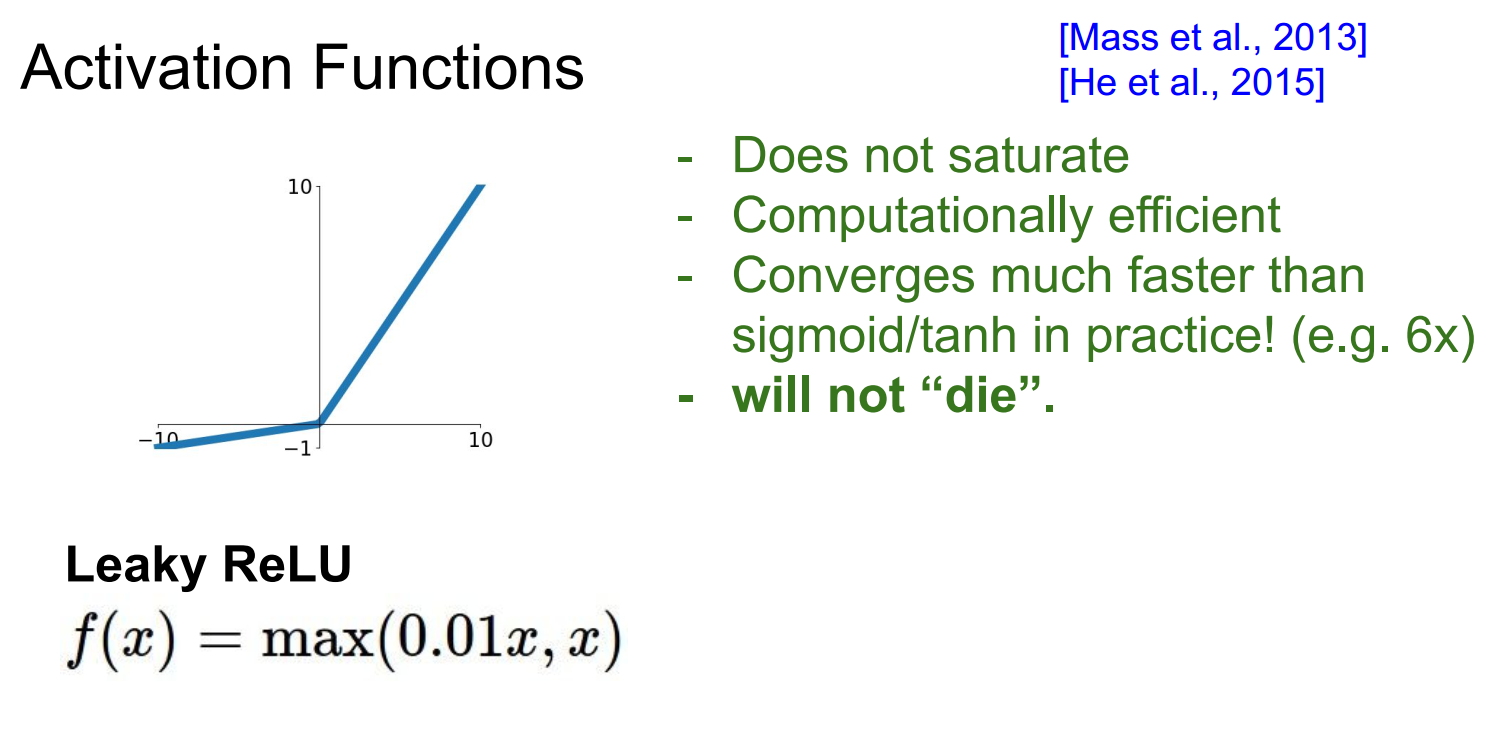 Activation Functions
[Mass et al., 2013]
[He et al., 2015]
10
−10
−1
10
- Does not saturate
- Computationally efficient
- Converges much faster than
sigmoid/tanh in practice! (e.g. 6x)
- will not “die”.
Leaky ReLU
f(x) = max(0.01x, x)